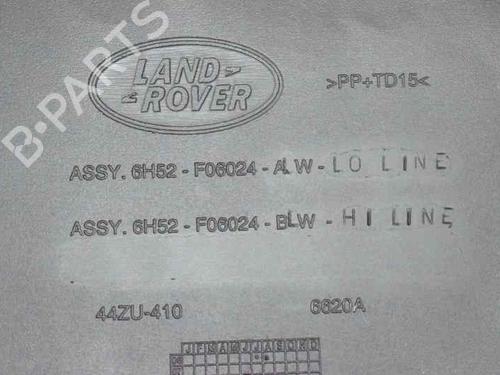 LAND-
ROVER
>PP+TD15<
ASSY. 6H52 - F06024 - ALW - LO LINE
ASSY. 6H52 - F06024 - BLW - HI LINE
44ZU-410
6620A
JFMAMJJASOND
B-PARTS